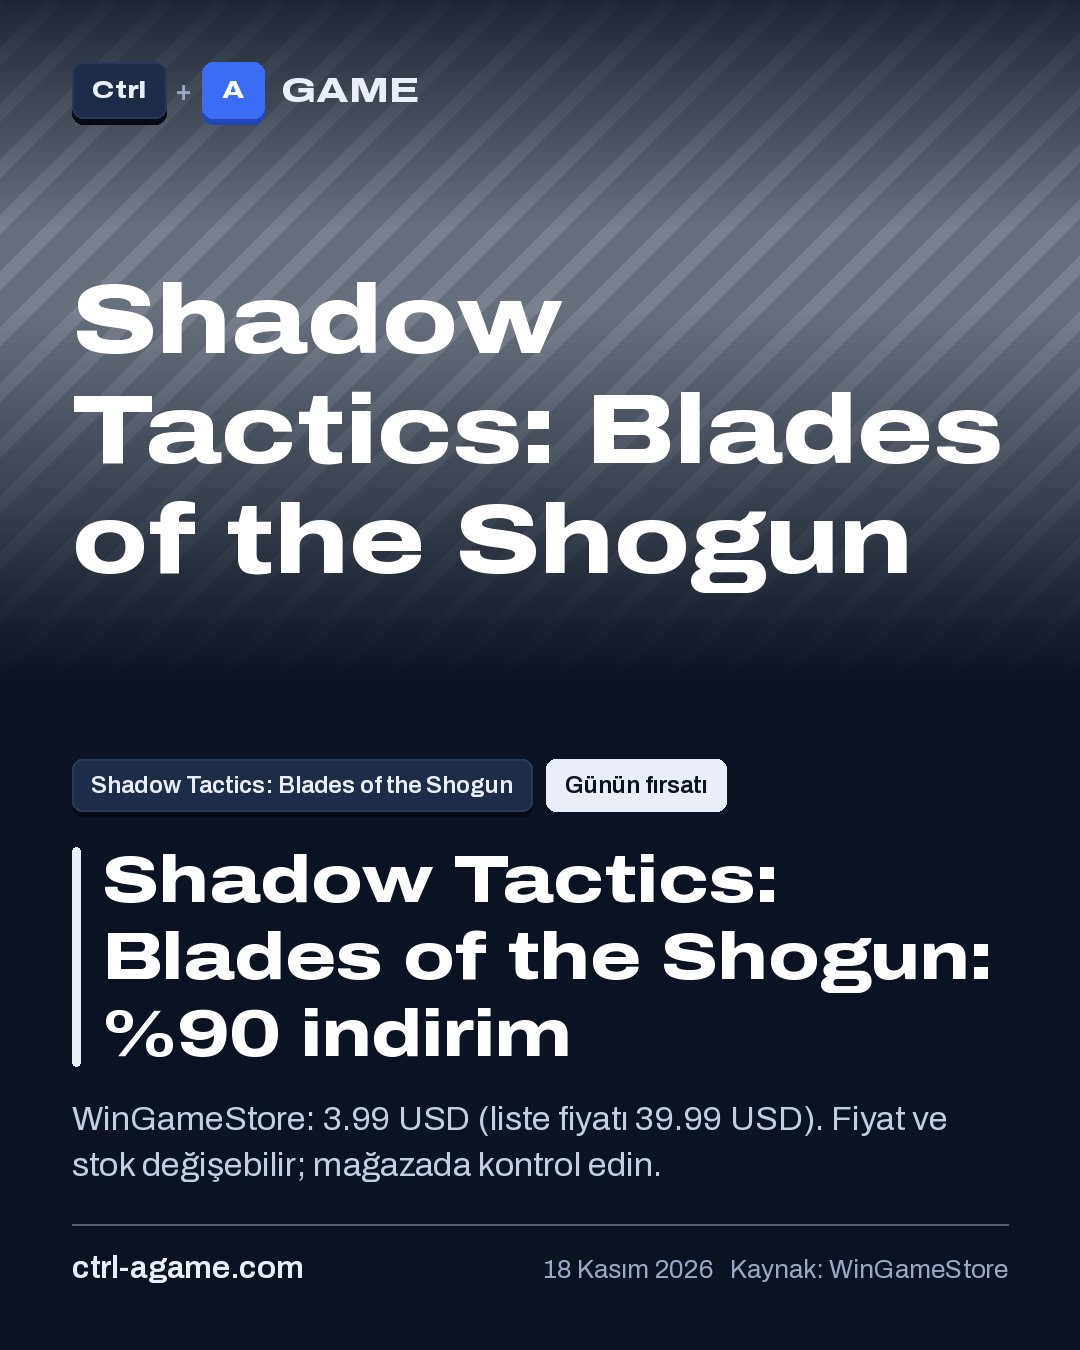 Ctrl + A GAME
Shadow
Tactics: Blades
of the Shogun
Shadow Tactics: Blades of the Shogun Günün fırsatı
Shadow Tactics:
Blades of the Shogun:
%90 indirim
WinGameStore: 3.99 USD (liste fiyatı 39.99 USD). Fiyat ve
stok değişebilir; mağazada kontrol edin.
ctrl-agame.com 18 Kasım 2026 Kaynak: WinGameStore